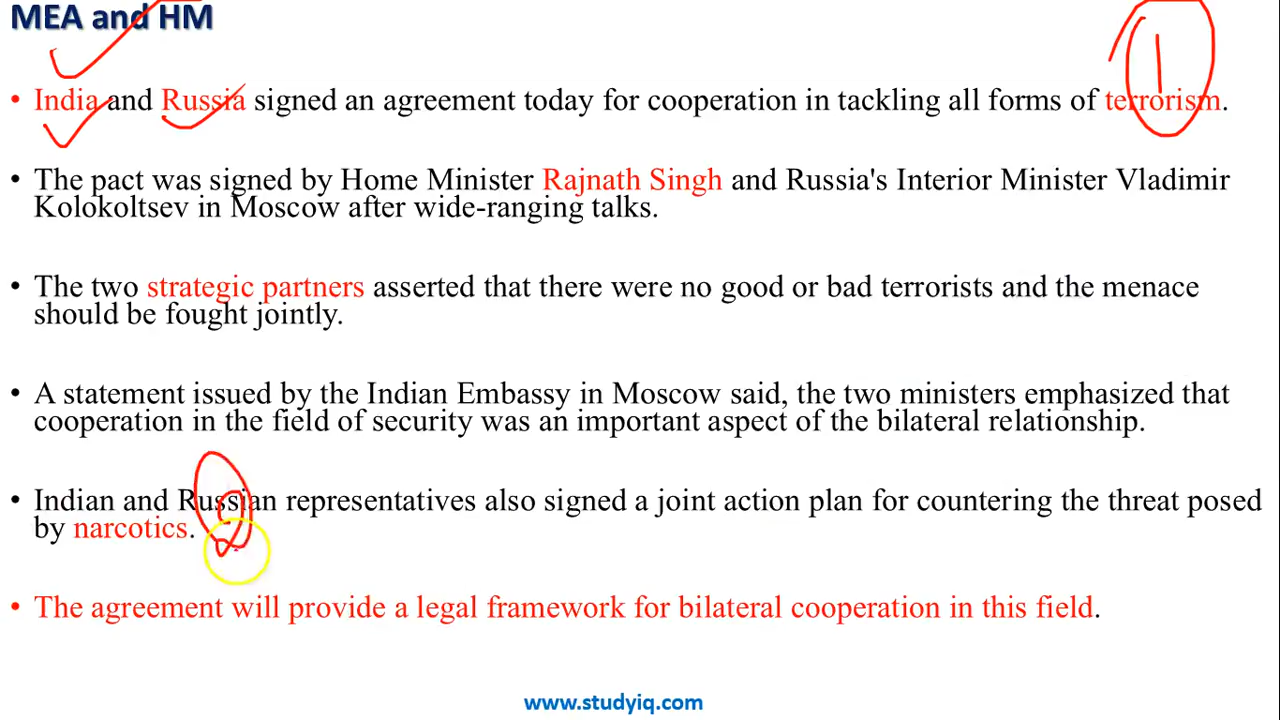 MEA and HM
• India and Russia signed an agreement today for cooperation in tackling all forms of terrorism.
1
• The pact was signed by Home Minister Rajnath Singh and Russia's Interior Minister Vladimir
Kolokoltsev in Moscow after wide-ranging talks.
• The two strategic partners asserted that there were no good or bad terrorists and the menace
should be fought jointly.
• A statement issued by the Indian Embassy in Moscow said, the two ministers emphasized that
cooperation in the field of security was an important aspect of the bilateral relationship.
• Indian and Russian representatives also signed a joint action plan for countering the threat posed
by narcotics.
2
• The agreement will provide a legal framework for bilateral cooperation in this field.
www.studyiq.com